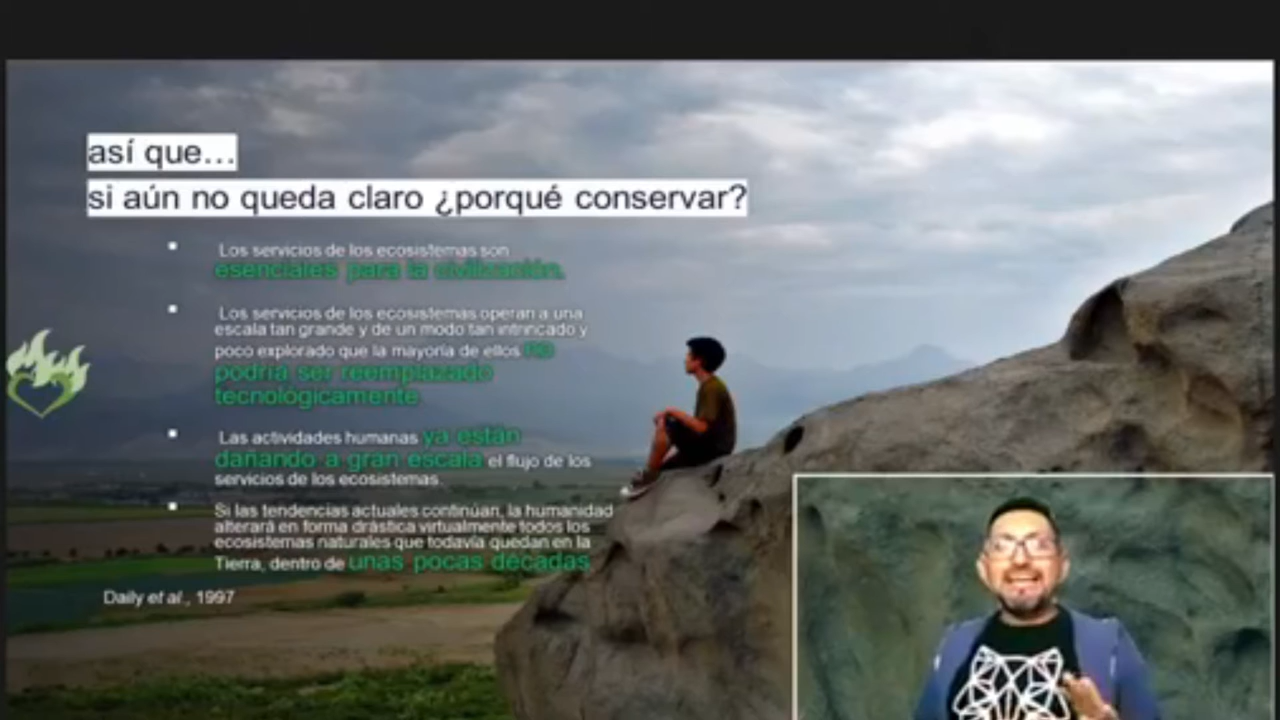 así que...
si aún no queda claro ¿porqué conservar?
Los servicios de los ecosistemas son
esenciales para la civilización.
Los servicios de los ecosistemas operan a una
escala tan grande y de un modo tan intrincado y
poco explorado que la mayoría de ellos no
podría ser reemplazado
tecnológicamente.
Las actividades humanas ya están
dañando a gran escala el flujo de los
servicios de los ecosistemas.
Si las tendencias actuales continúan, la humanidad
alterará en forma drástica virtualmente todos los
ecosistemas naturales que todavía quedan en la
Tierra, dentro de unas pocas décadas
Daily et al., 1997